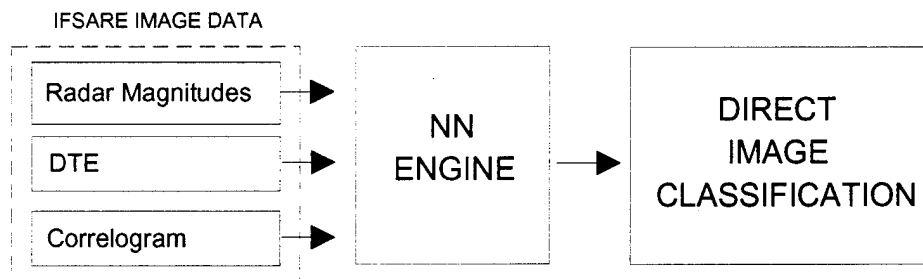 IFSARE IMAGE DATA
Radar Magnitudes
DTE
Correlogram
NN
ENGINE
DIRECT
IMAGE
CLASSIFICATION